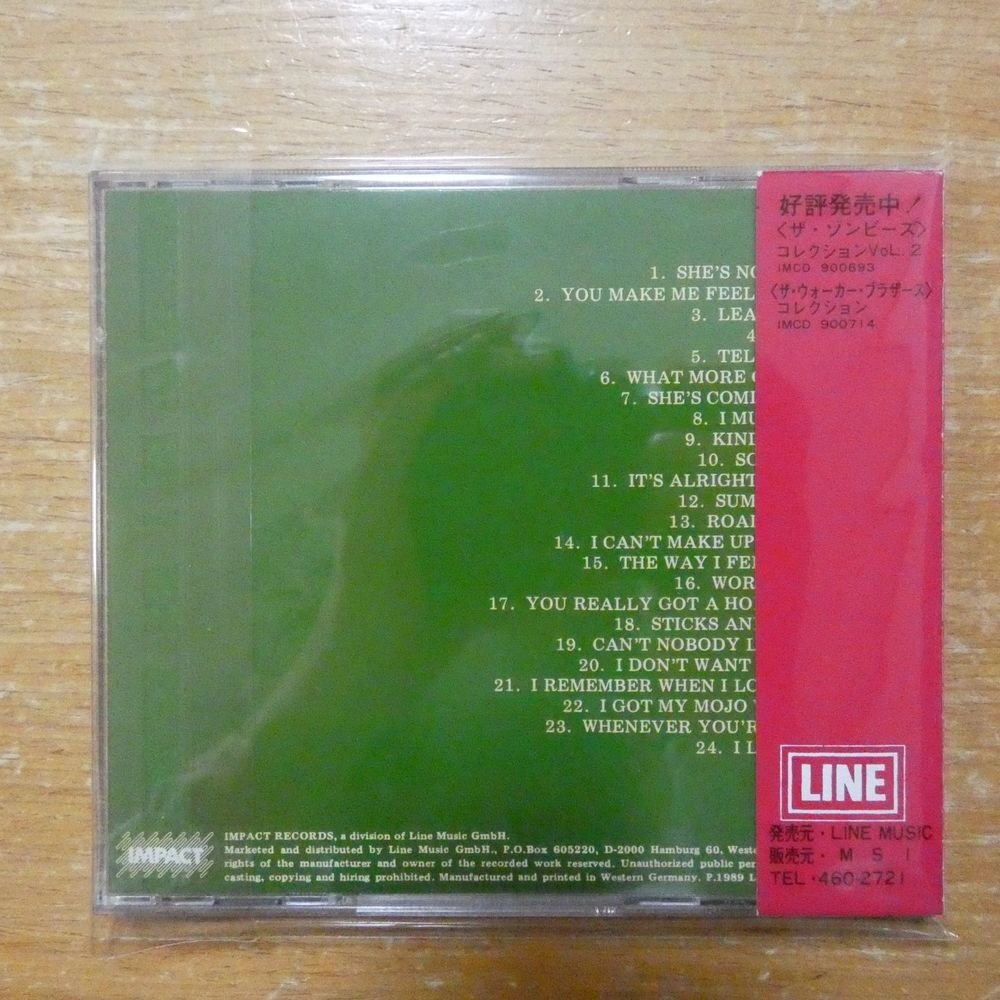 1. SHE'S NO
2. YOU MAKE ME FEEL
3. LEA
4
5. TEL
6. WHAT MORE
7. SHE'S COMI
8. I MU
9. KIND
10. SO
11. IT'S ALRIGHT
12. SUM
13. ROAD
14. I CAN'T MAKE UP
15. THE WAY I FEE
16. WOR
17. YOU REALLY GOT A HO
18. STICKS AND
19. CAN'T NOBODY L
20. I DON'T WANT
21. I REMEMBER WHEN I LO
22. I GOT MY MOJO W
23. WHENEVER YOU'R
24. I L
IMPACT
IMPACT RECORDS, a division of Line Music GmbH.
Marketed and distributed by Line Music GmbH., P.O.Box 605220, D-2000 Hamburg 60, Weste
rights of the manufacturer and owner of the recorded work reserved. Unauthorized public per
casting, copying and hiring prohibited. Manufactured and printed in Western Germany. P.1989 L
好評発売中!
〈ザ・ゾンビーズ〉
コレクションVOL.2
IMCD 900693
〈ザ・ウォーカー・ブラザーズ〉
コレクション
IMCD 900714
LINE
発売元・LINE MUSIC
販売元・MSI
TEL・460-2721